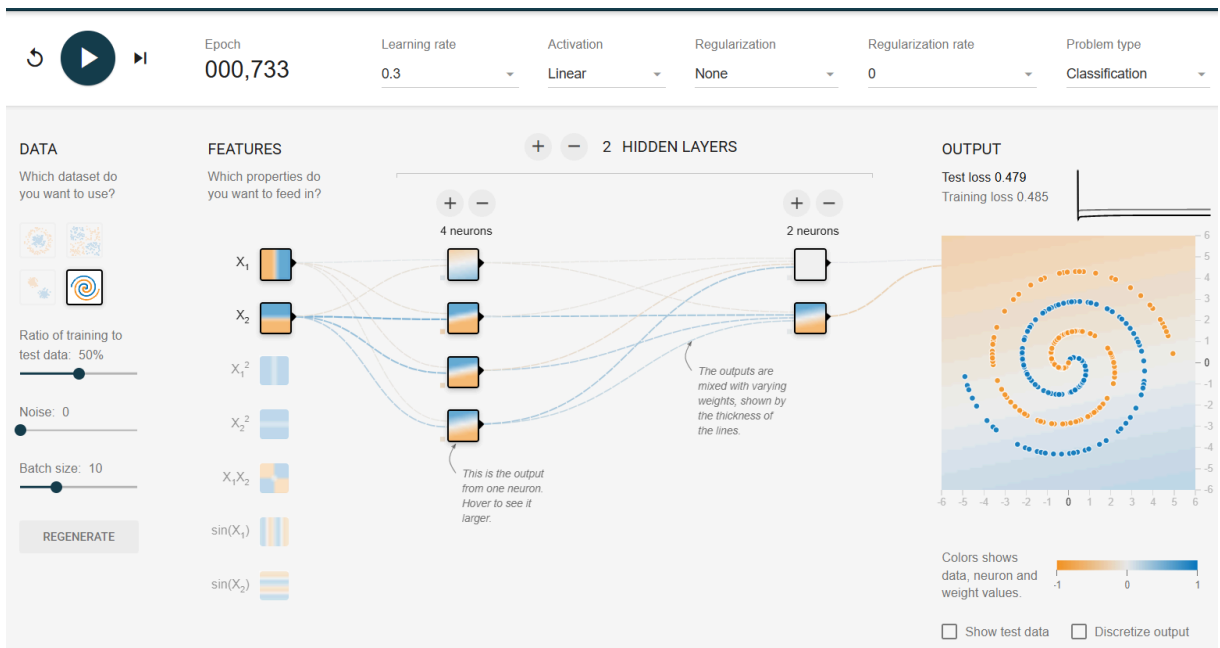 Epoch
000,733
Learning rate
0.3
Activation
Linear
Regularization
None
Regularization rate
0
Problem type
Classification
DATA
Which dataset do
you want to use?
Ratio of training to
test data: 50%
Noise: 0
Batch size: 10
REGENERATE
FEATURES
Which properties do
you want to feed in?
X₁
X₂
X₁²
X₂²
X₁X₂
sin(X₁)
sin(X₂)
+ − 2 HIDDEN LAYERS
+ −
4 neurons
+ −
2 neurons
This is the output
from one neuron.
Hover to see it
larger.
The outputs are
mixed with varying
weights, shown by
the thickness of
the lines.
OUTPUT
Test loss 0.479
Training loss 0.485
6
5
4
3
2
1
0
-1
-2
-3
-4
-5
-6
-6 -5 -4 -3 -2 -1 0 1 2 3 4 5 6
Colors shows
data, neuron and
weight values.
-1 0 1
Show test data
Discretize output